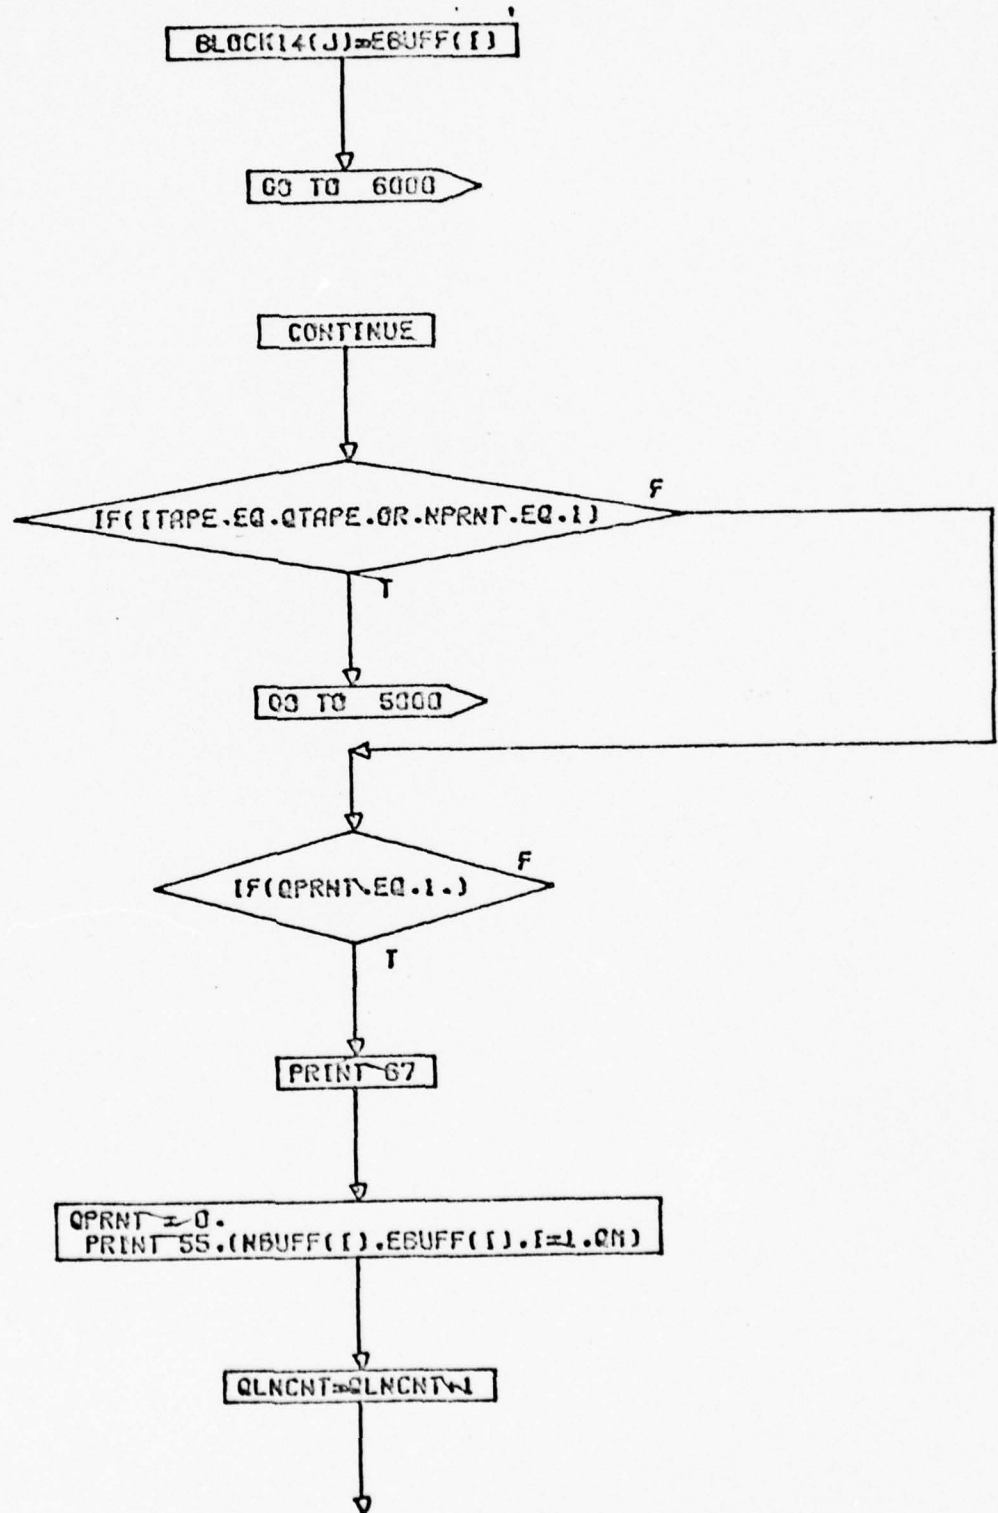 BLOCK14(J)=EBUFF(I)
GO TO 6000
CONTINUE
F
IF(ITAPE.EQ.QTAPE.OR.NPRNT.EQ.1)
T
GO TO 5000
F
IF(QPRNT.EQ.1.)
T
PRINT 67
QPRNT = 0.
PRINT 55.(NBUFF(I).EBUFF(I).I=1.QM)
QLNCNT=QLNCNT+1